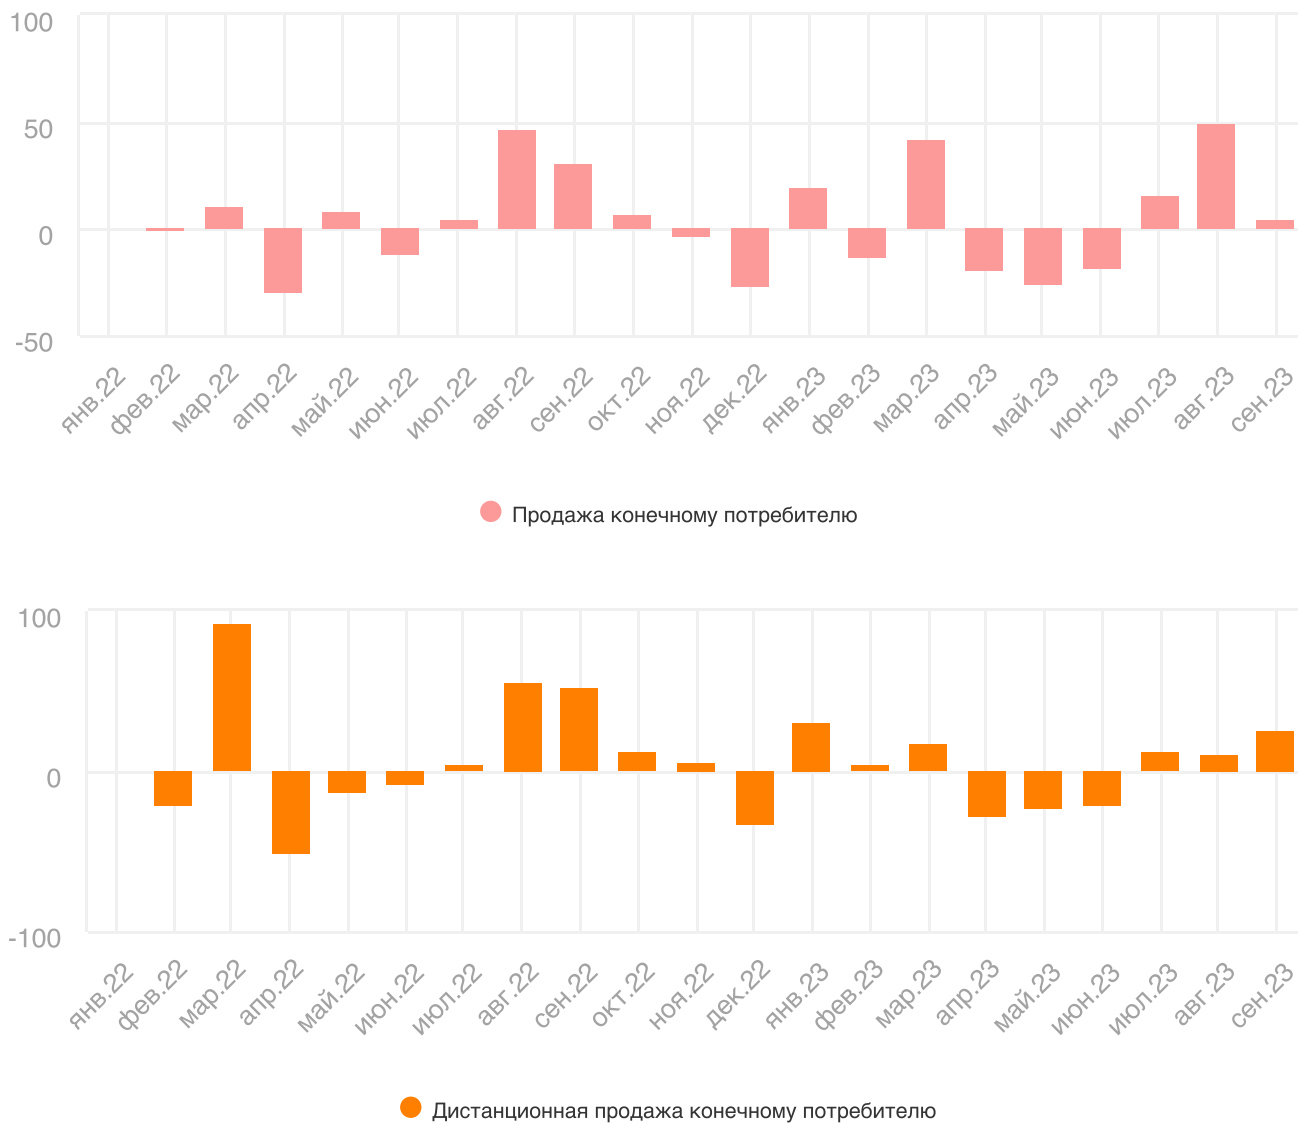 100
50
0
-50
янв.22
фев.22
мар.22
апр.22
май.22
июн.22
июл.22
авг.22
сен.22
окт.22
ноя.22
дек.22
янв.23
фев.23
мар.23
апр.23
май.23
июн.23
июл.23
авг.23
сен.23
Продажа конечному потребителю
100
0
-100
янв.22
фев.22
мар.22
апр.22
май.22
июн.22
июл.22
авг.22
сен.22
окт.22
ноя.22
дек.22
янв.23
фев.23
мар.23
апр.23
май.23
июн.23
июл.23
авг.23
сен.23
Дистанционная продажа конечному потребителю